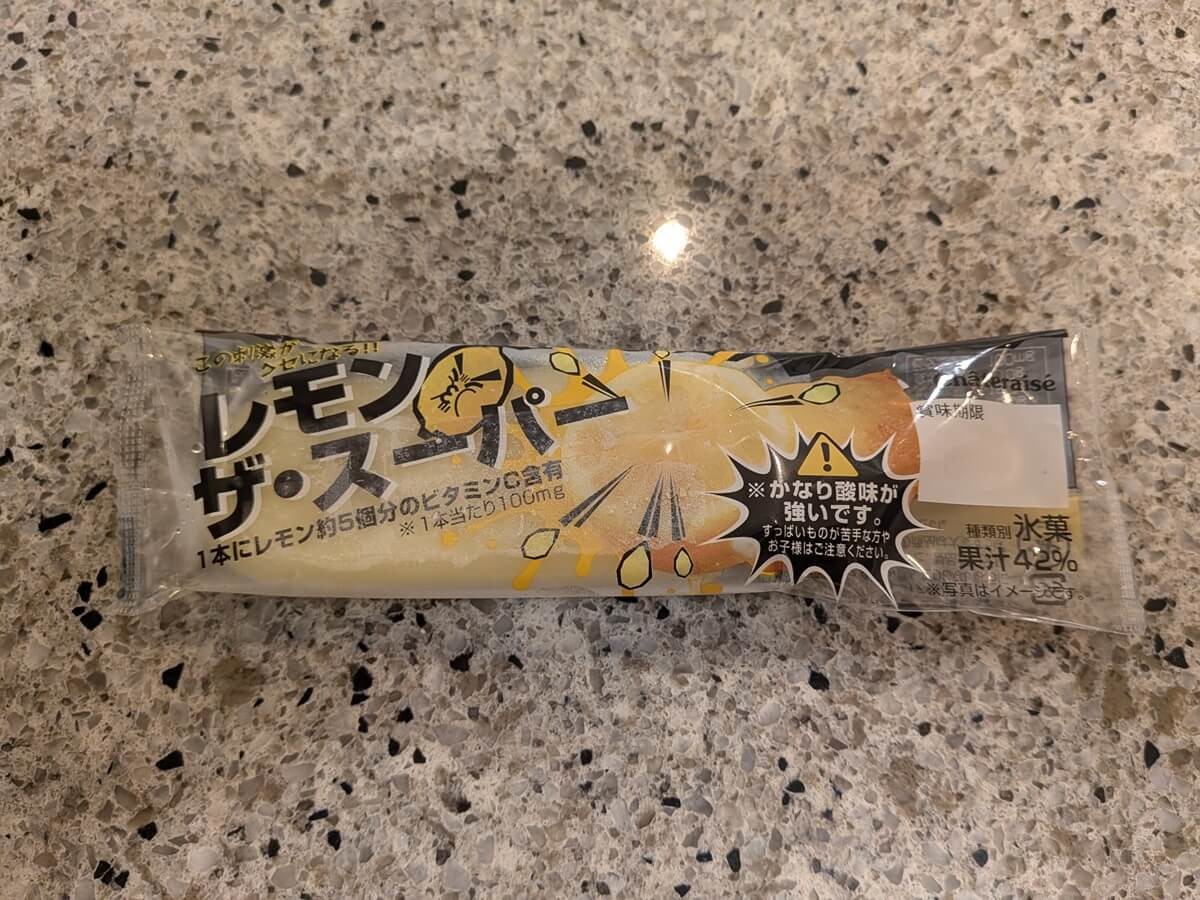 この刺激が
クセになる!!
レモン
ザ・スーパー
1本にレモン約5個分のビタミンC含有
※1本当たり100mg
※かなり酸味が
強いです。
すっぱいものが苦手な方や
お子様はご注意ください。
Châteraisé
賞味期限
種類別 氷菓
果汁42%
※写真はイメージです。